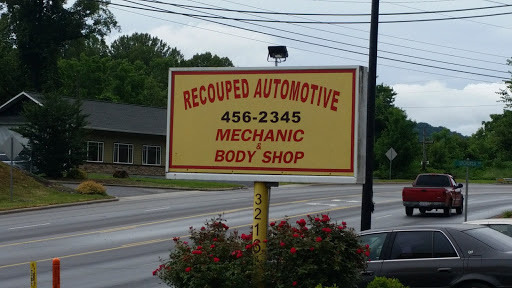 RECOUPED AUTOMOTIVE
456-2345
MECHANIC
&
BODY SHOP
3216